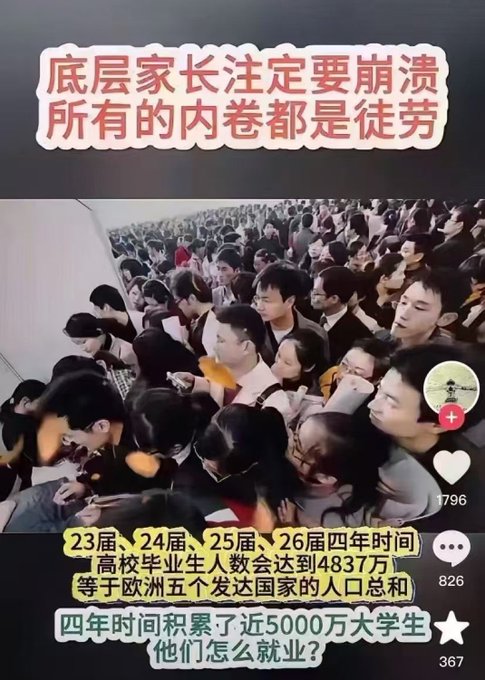 底层家长注定要崩溃
所有的内卷都是徒劳
1796
23届、24届、25届、26届四年时间
高校毕业生人数会达到4837万
等于欧洲五个发达国家的人口总和
826
四年时间积累了近5000万大学生
他们怎么就业？
367